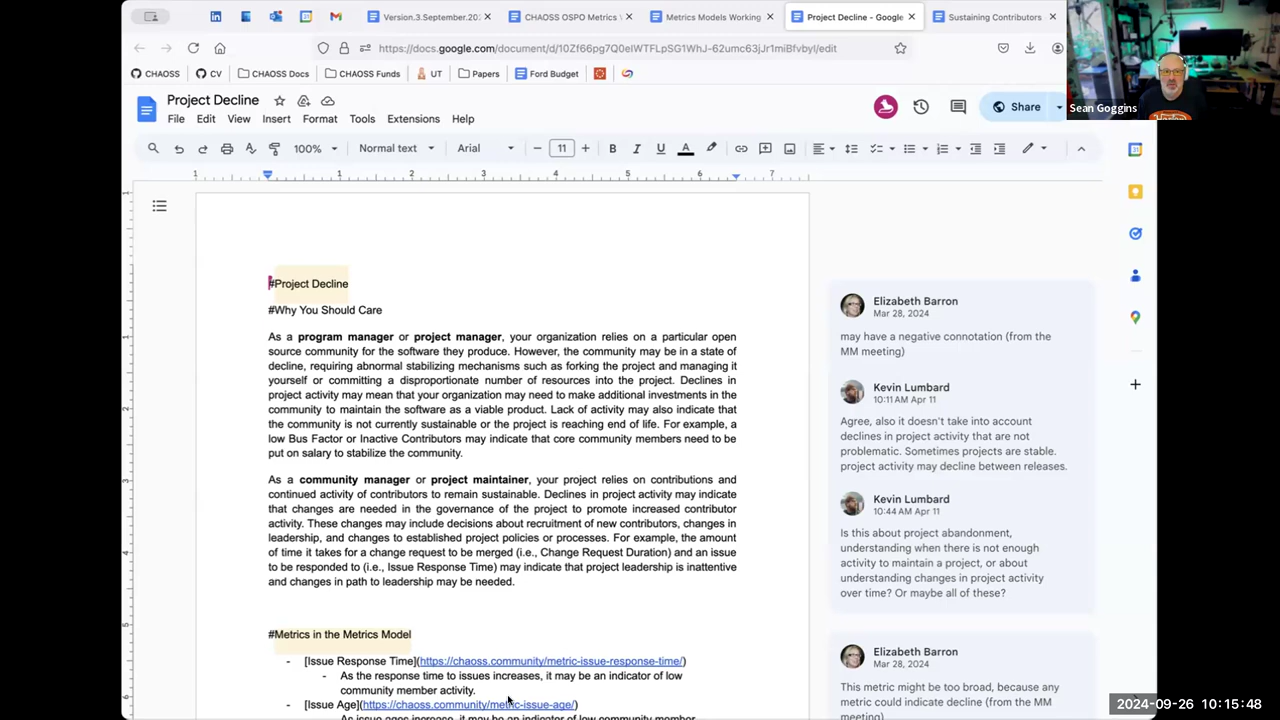 Version.3.September.20
CHAOSS OSPO Metrics
Metrics Models Working
Project Decline - Google
Sustaining Contributors
https://docs.google.com/document/d/10Zf66pg7Q0eIWTFLpSG1WhJ-62umc63jJr1miBfvbyI/edit
CHAOSS
CV
CHAOSS Docs
CHAOSS Funds
UT
Papers
Ford Budget
Sean Goggins
Project Decline
File Edit View Insert Format Tools Extensions Help
Share
100%
Normal text
Arial
11
B I U A
1 1 2 3 4 5 6 7
#Project Decline
#Why You Should Care
As a program manager or project manager, your organization relies on a particular open
source community for the software they produce. However, the community may be in a state of
decline, requiring abnormal stabilizing mechanisms such as forking the project and managing it
yourself or committing a disproportionate number of resources into the project. Declines in
project activity may mean that your organization may need to make additional investments in the
community to maintain the software as a viable product. Lack of activity may also indicate that
the community is not currently sustainable or the project is reaching end of life. For example, a
low Bus Factor or Inactive Contributors may indicate that core community members need to be
put on salary to stabilize the community.
As a community manager or project maintainer, your project relies on contributions and
continued activity of contributors to remain sustainable. Declines in project activity may indicate
that changes are needed in the governance of the project to promote increased contributor
activity. These changes may include decisions about recruitment of new contributors, changes in
leadership, and changes to established project policies or processes. For example, the amount
of time it takes for a change request to be merged (i.e., Change Request Duration) and an issue
to be responded to (i.e., Issue Response Time) may indicate that project leadership is inattentive
and changes in path to leadership may be needed.
#Metrics in the Metrics Model
- [Issue Response Time](https://chaoss.community/metric-issue-response-time/)
- As the response time to issues increases, it may be an indicator of low
community member activity.
- [Issue Age](https://chaoss.community/metric-issue-age/)
As issue ages increase, it may be an indicator of low community member
Elizabeth Barron
Mar 28, 2024
may have a negative connotation (from the
MM meeting)
Kevin Lumbard
10:11 AM Apr 11
Agree, also it doesn't take into account
declines in project activity that are not
problematic. Sometimes projects are stable.
project activity may decline between releases.
Kevin Lumbard
10:44 AM Apr 11
Is this about project abandonment,
understanding when there is not enough
activity to maintain a project, or about
understanding changes in project activity
over time? Or maybe all of these?
Elizabeth Barron
Mar 28, 2024
This metric might be too broad, because any
metric could indicate decline (from the
MM meeting)
2024-09-26 10:15:48